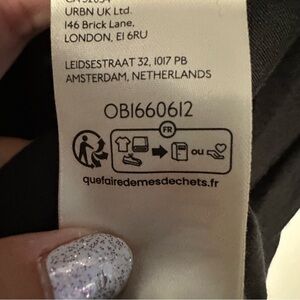 URBN UK Ltd.
146 Brick Lane,
LONDON, E1 6RU
LEIDSESTRAAT 32, 1017 PB
AMSTERDAM, NETHERLANDS
OB1660612
FR
ou
quefairedemesdechets.fr